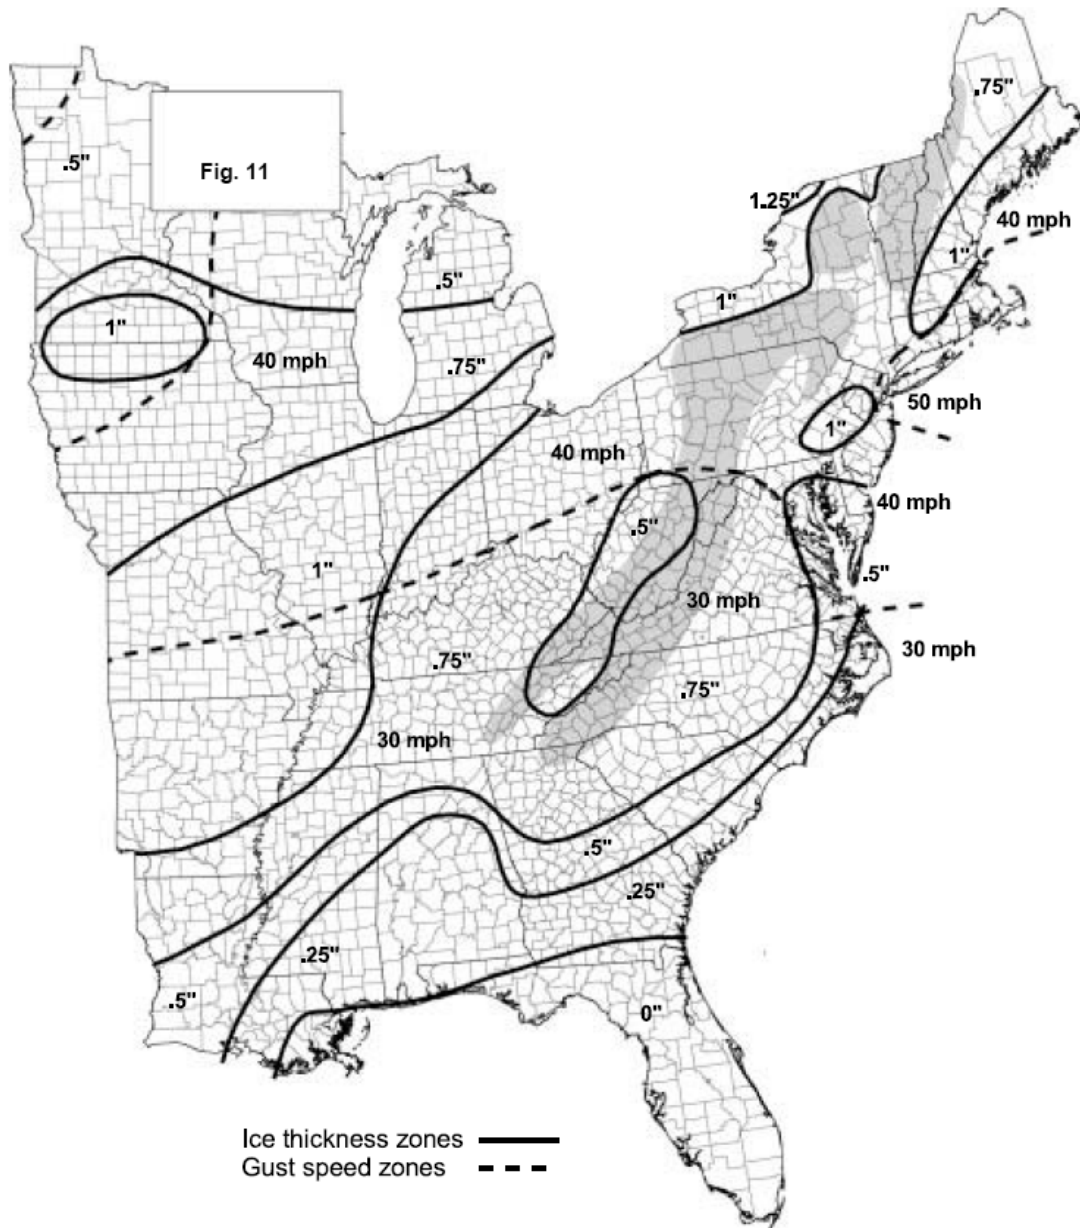 .75"
.5"
Fig. 11
1.25"
40 mph
1"
.5"
1"
1"
40 mph
.75"
50 mph
1"
40 mph
40 mph
.5"
1"
.5"
30 mph
30 mph
.75"
.75"
30 mph
.5"
.25"
.25"
.5"
0"
Ice thickness zones
Gust speed zones